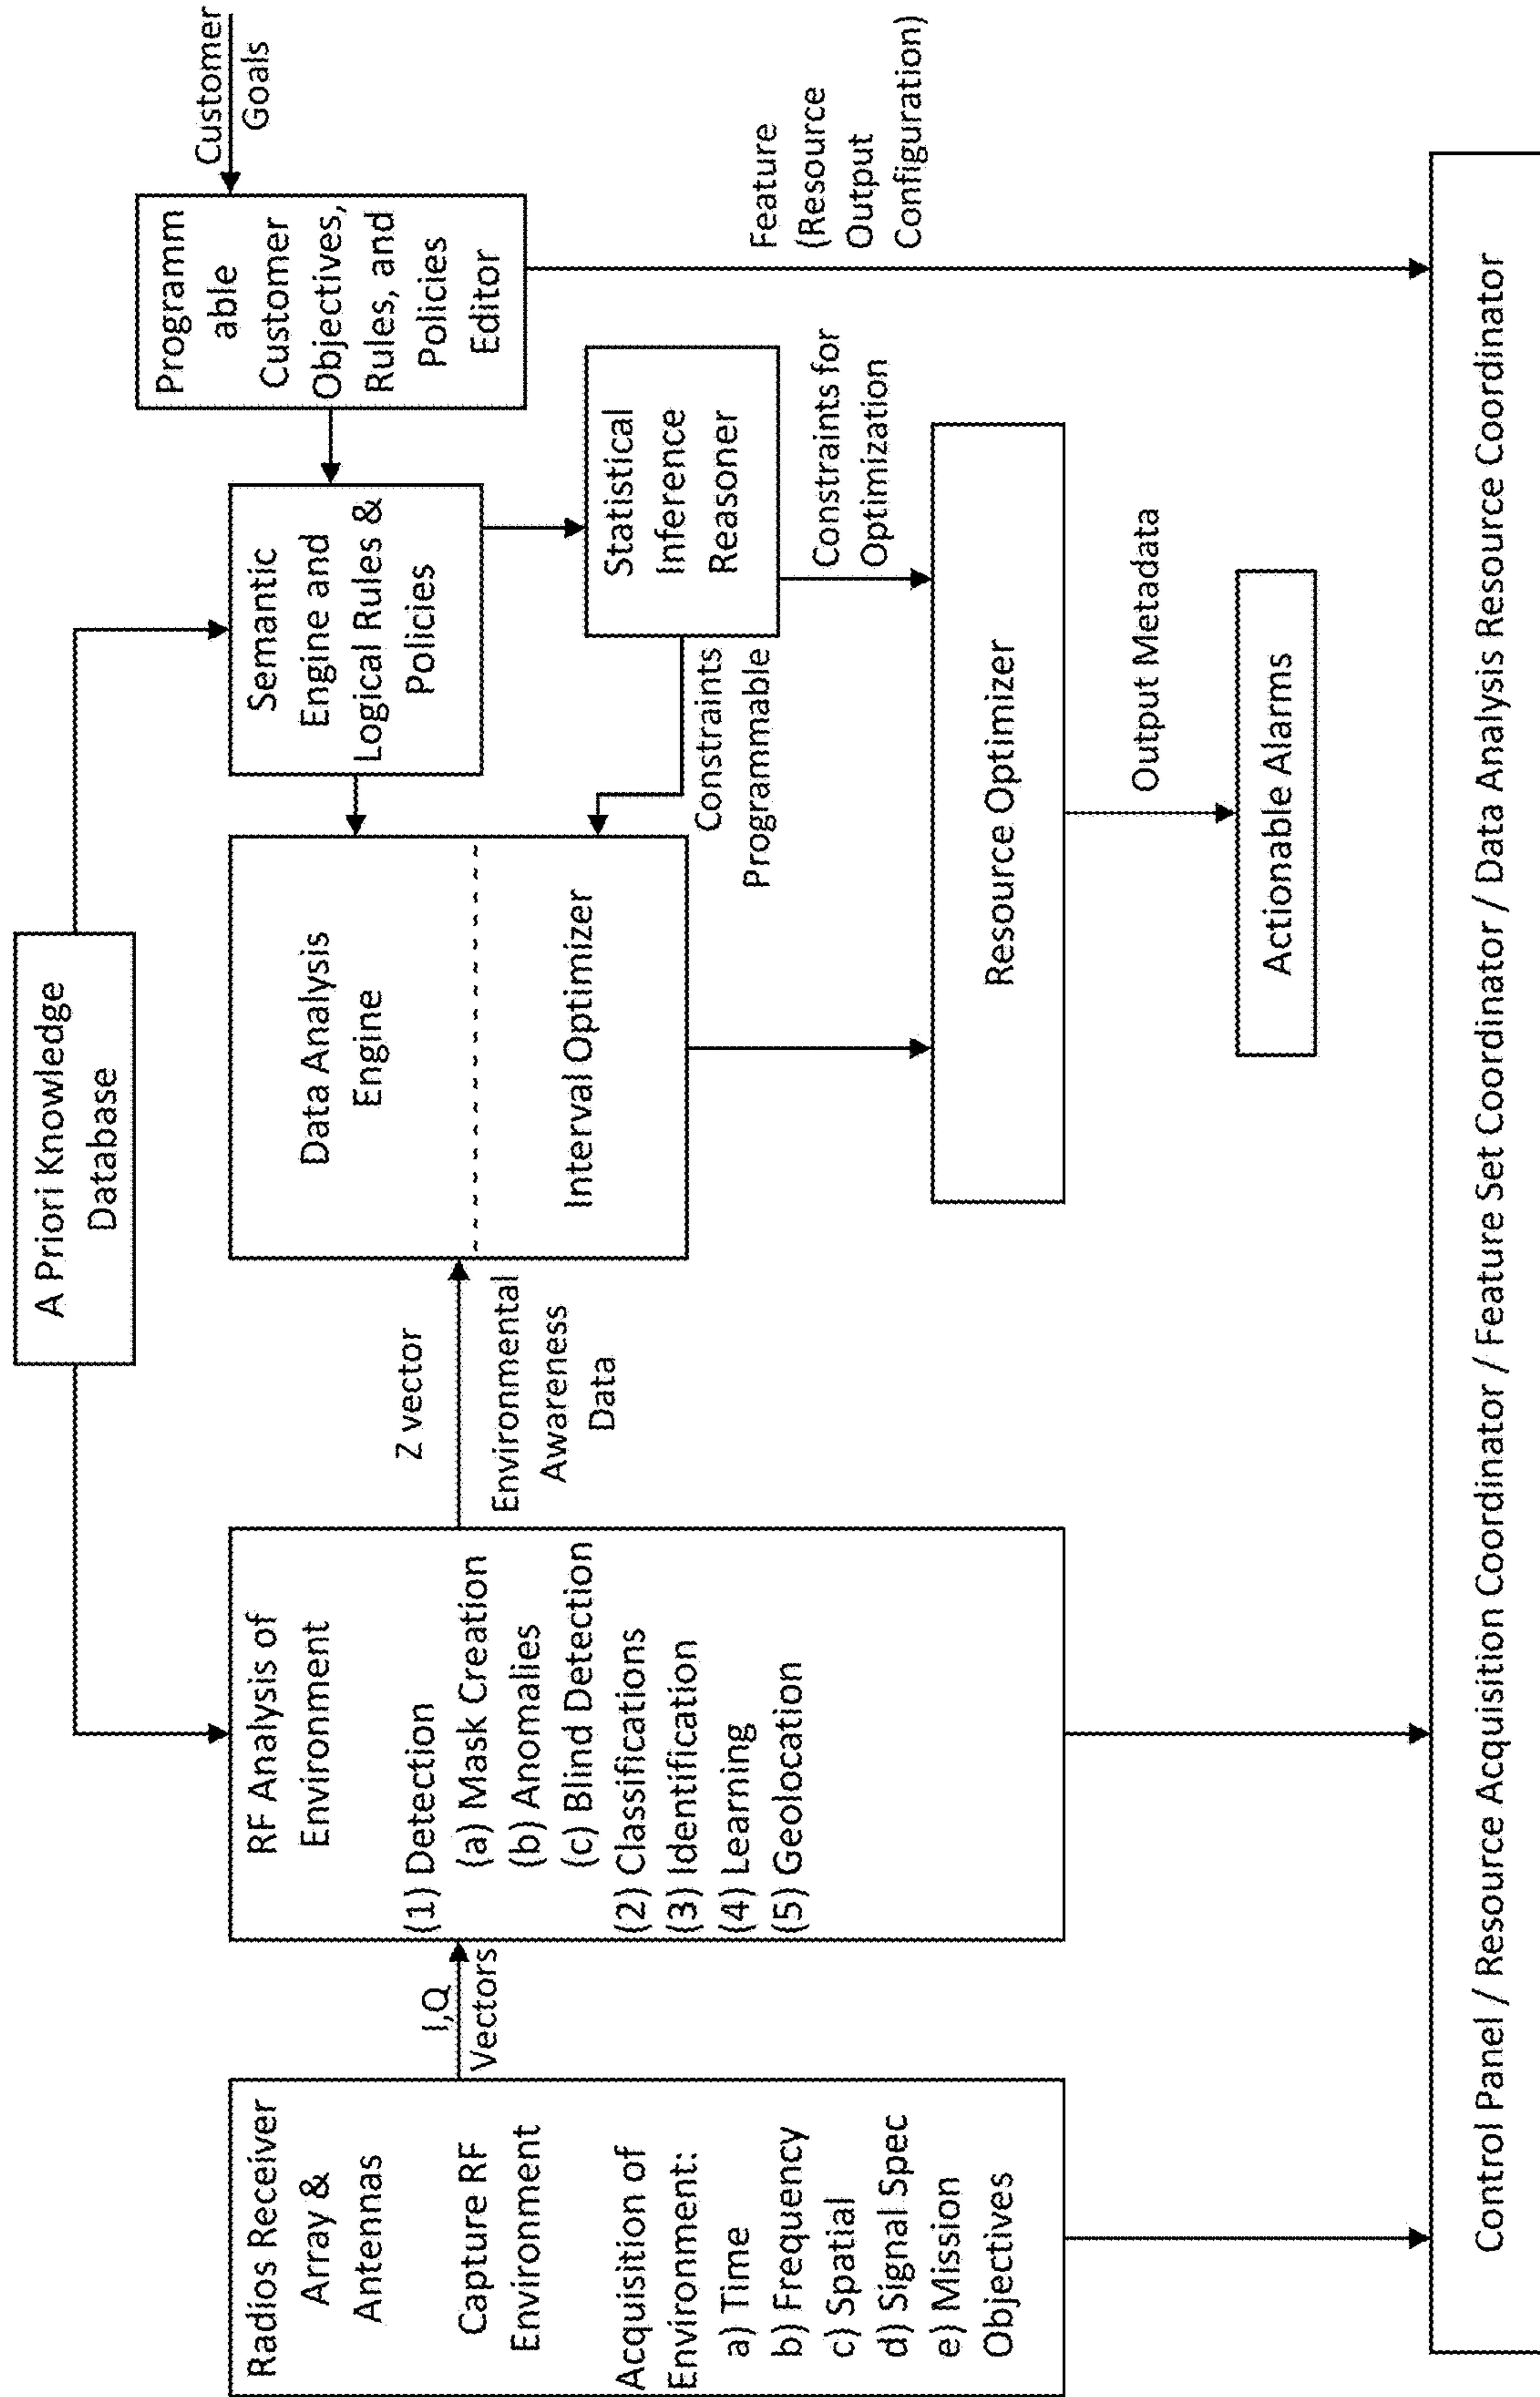 A Priori Knowledge
Database
Radios Receiver
Array &
Antennas
Capture RF
Environment
Acquisition of
Environment:
a) Time
b) Frequency
c) Spatial
d) Signal Spec
e) Mission
Objectives
I,Q
Vectors
RF Analysis of
Environment
(1) Detection
(a) Mask Creation
(b) Anomalies
(c) Blind Detection
(2) Classifications
(3) Identification
(4) Learning
(5) Geolocation
Z vector
Environmental
Awareness
Data
Data Analysis
Engine
Interval Optimizer
Semantic
Engine and
Logical Rules &
Policies
Programm
able
Customer
Objectives,
Rules, and
Policies
Editor
Customer
Goals
Statistical
Inference
Reasoner
Constraints
Programmable
Constraints for
Optimization
Feature
(Resource
Output
Configuration)
Resource Optimizer
Output Metadata
Actionable Alarms
Control Panel / Resource Acquisition Coordinator / Feature Set Coordinator / Data Analysis Resource Coordinator